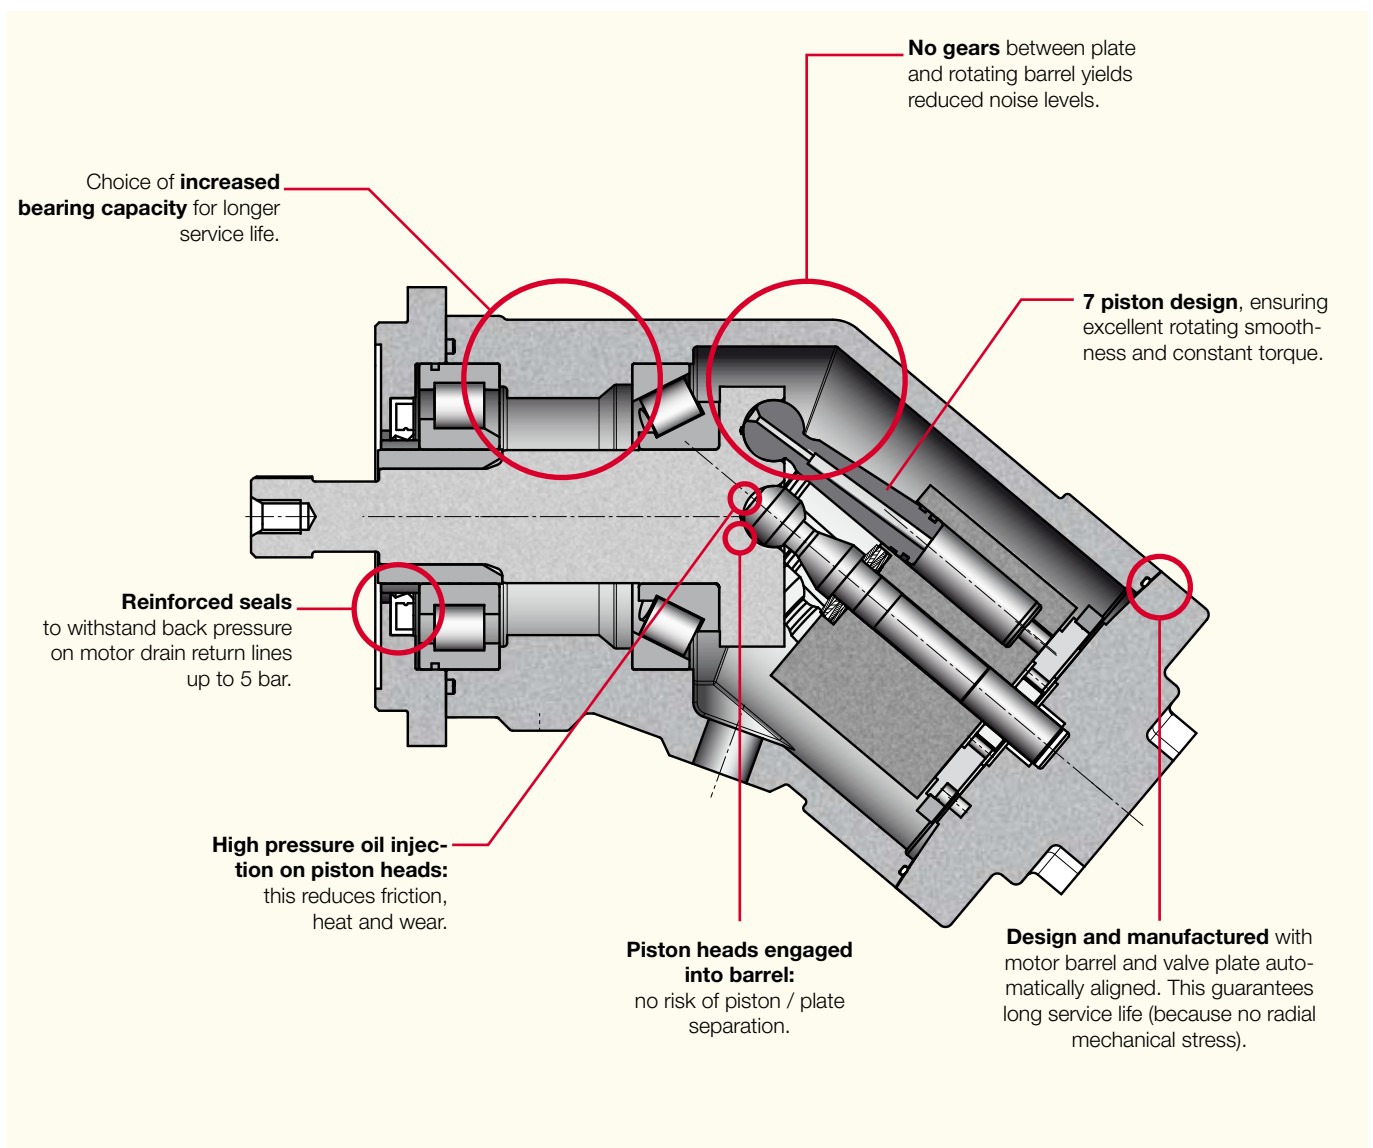 No gears between plate
and rotating barrel yields
reduced noise levels.
Choice of increased
bearing capacity for longer
service life.
7 piston design, ensuring
excellent rotating smooth-
ness and constant torque.
Reinforced seals
to withstand back pressure
on motor drain return lines
up to 5 bar.
High pressure oil injec-
tion on piston heads:
this reduces friction,
heat and wear.
Piston heads engaged
into barrel:
no risk of piston / plate
separation.
Design and manufactured with
motor barrel and valve plate auto-
matically aligned. This guarantees
long service life (because no radial
mechanical stress).